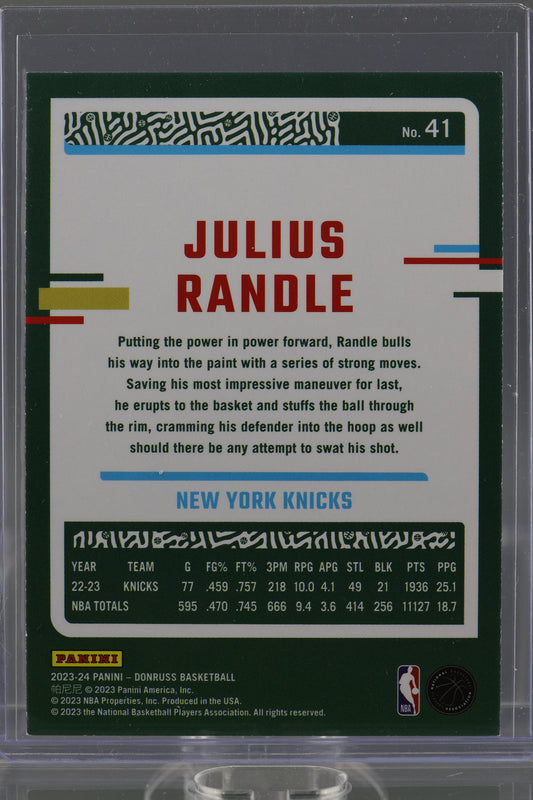 No. 41
JULIUS
RANDLE
Putting the power in power forward, Randle bulls
his way into the paint with a series of strong moves.
Saving his most impressive maneuver for last,
he erupts to the basket and stuffs the ball through
the rim, cramming his defender into the hoop as well
should there be any attempt to swat his shot.
NEW YORK KNICKS
YEAR TEAM G FG% FT% 3PM RPG APG STL BLK PTS PPG
22-23 KNICKS 77 .459 .757 218 10.0 4.1 49 21 1936 25.1
NBA TOTALS 595 .470 .745 666 9.4 3.6 414 256 11127 18.7
PANINI
2023-24 PANINI – DONRUSS BASKETBALL
帕尼尼 © 2023 Panini America, Inc.
© 2023 NBA Properties, Inc. Produced in the USA.
© 2023 the National Basketball Players Association. All rights reserved.
NBA